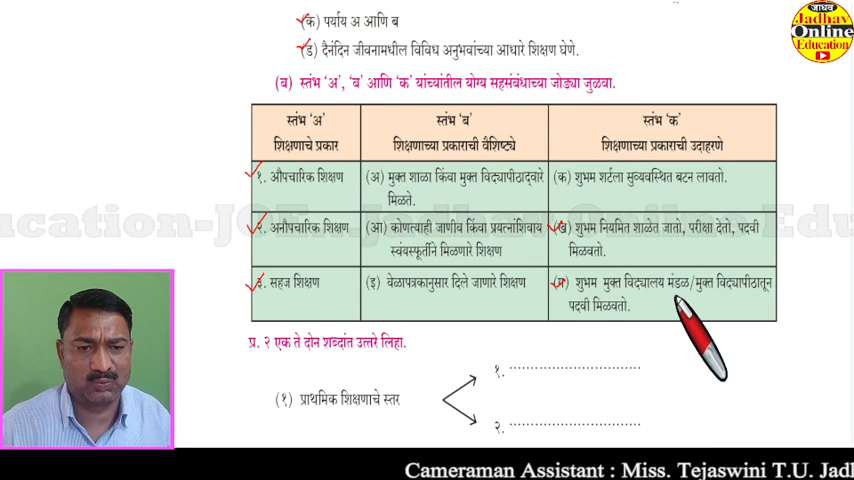 जाधव
Jadhav
Online
Education
(क) पर्याय अ आणि ब
(ड) दैनंदिन जीवनामधील विविध अनुभवांच्या आधारे शिक्षण घेणे.
(ब) स्तंभ ‘अ’, ‘ब’ आणि ‘क’ यांच्यांतील योग्य सहसंबंधाच्या जोड्या जुळवा.
स्तंभ ‘अ’ स्तंभ ‘ब’ स्तंभ ‘क’
शिक्षणाचे प्रकार शिक्षणाच्या प्रकाराची वैशिष्ट्ये शिक्षणाच्या प्रकाराची उदाहरणे
१. औपचारिक शिक्षण (अ) मुक्त शाळा किंवा मुक्त विद्यापीठाद्वारे (क) शुभम शर्टला सुव्यवस्थित बटन लावतो.
मिळते.
२. अनौपचारिक शिक्षण (आ) कोणत्याही जाणीव किंवा प्रयत्नांशिवाय (ख) शुभम नियमित शाळेत जातो, परीक्षा देतो, पदवी
स्वयंस्फूर्तीने मिळणारे शिक्षण मिळवतो.
३. सहज शिक्षण (इ) वेळापत्रकानुसार दिले जाणारे शिक्षण (ग) शुभम मुक्त विद्यालय मंडळ/मुक्त विद्यापीठातून
पदवी मिळवतो.
प्र. २ एक ते दोन शब्दांत उत्तरे लिहा.
१. ..............................
(१) प्राथमिक शिक्षणाचे स्तर
२. ..............................
Cameraman Assistant : Miss. Tejaswini T.U. Jadh